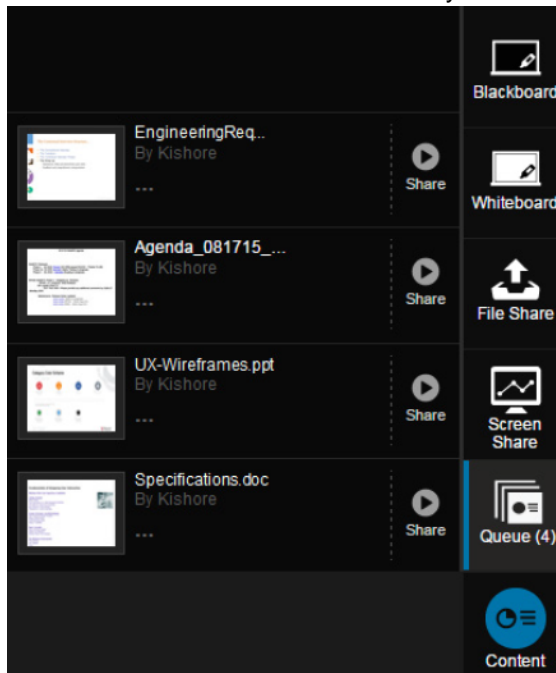 EngineeringReq...
By Kishore
...
Share
Agenda_081715_...
By Kishore
...
Share
UX-Wireframes.ppt
By Kishore
...
Share
Specifications.doc
By Kishore
...
Share
Blackboard
Whiteboard
File Share
Screen
Share
Queue (4)
Content